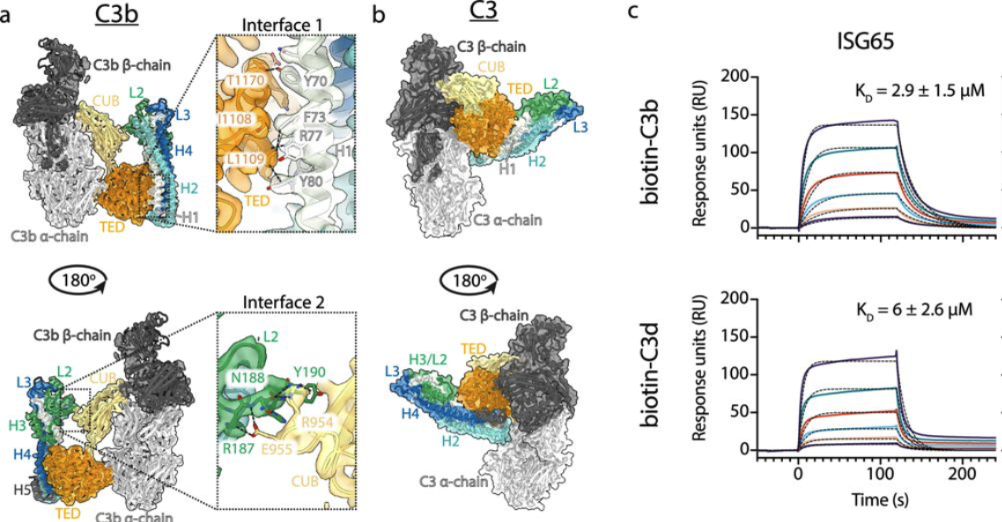 a
C3b
C3b β-chain
CUB
L2
L3
H4
H2
H1
TED
C3b α-chain
Interface 1
T1170
Y70
I1108
F73
R77
L1109
H1
Y80
TED
180°
C3b β-chain
L3
L2
CUB
H3
H4
H5
TED
C3b α-chain
Interface 2
L2
N188
Y190
R954
R187
E955
CUB
b
C3
C3 β-chain
CUB
TED
L2
L3
H2
H1
C3 α-chain
180°
C3 β-chain
TED
H3/L2
L3
H4
H2
C3 α-chain
c
ISG65
biotin-C3b
Response units (RU)
200
150
100
50
0
K_D = 2.9 ± 1.5 μM
0
100
200
biotin-C3d
Response units (RU)
200
150
100
50
0
K_D = 6 ± 2.6 μM
0
100
200
Time (s)